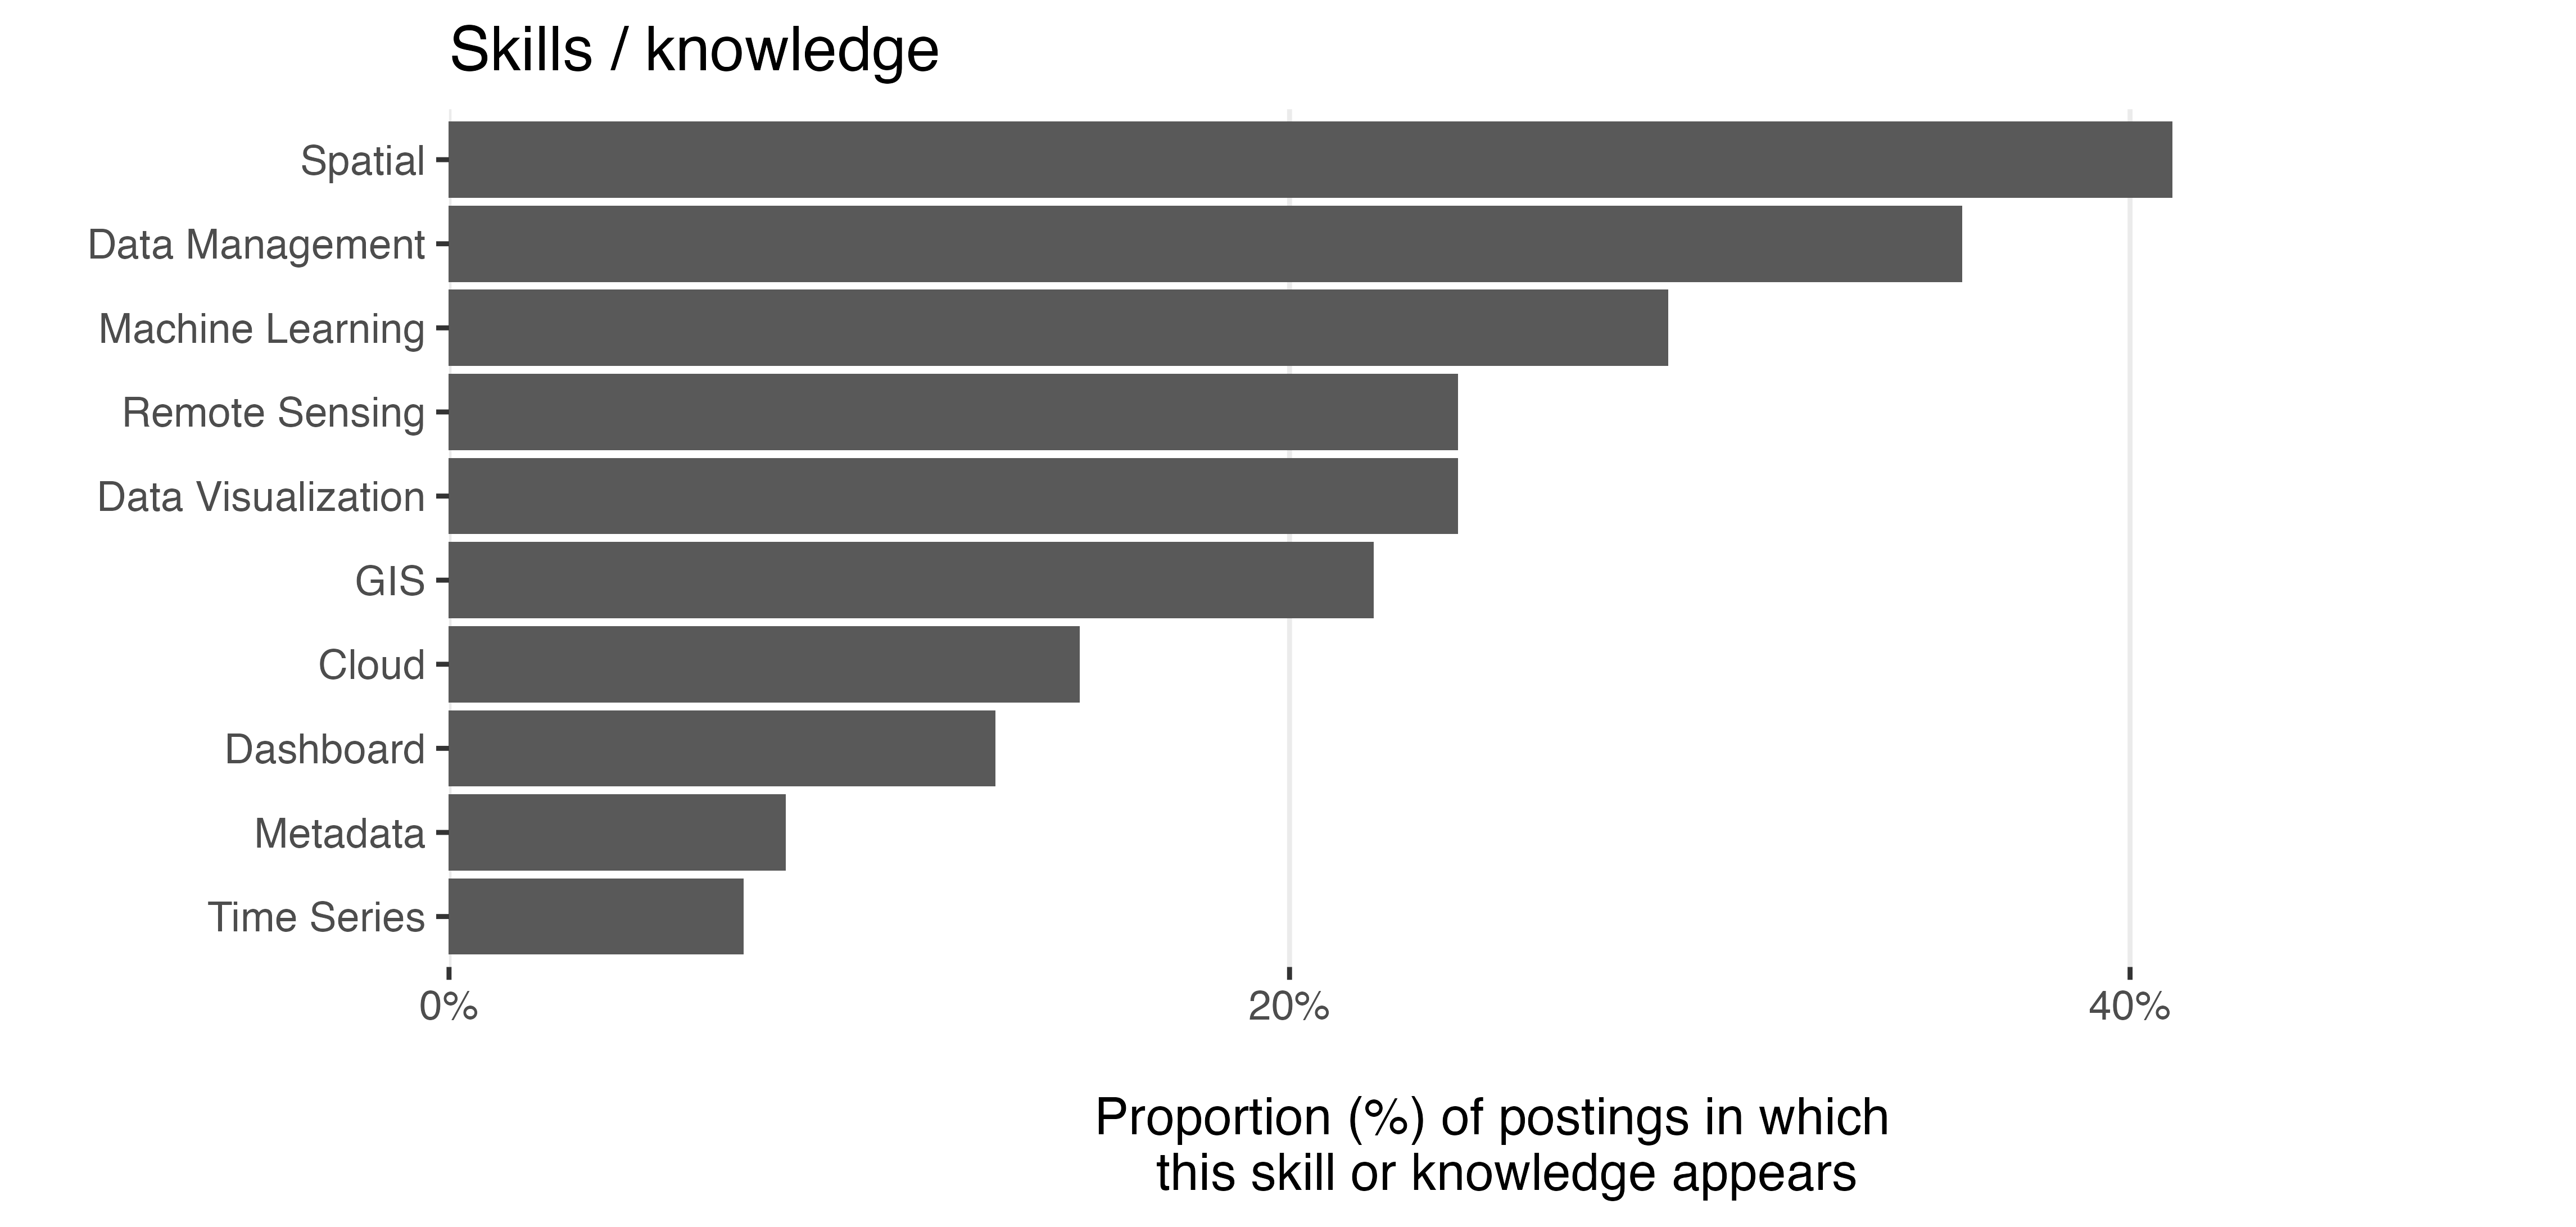 Skills / knowledge
Spatial
Data Management
Machine Learning
Remote Sensing
Data Visualization
GIS
Cloud
Dashboard
Metadata
Time Series
0%
20%
40%
Proportion (%) of postings in which
this skill or knowledge appears